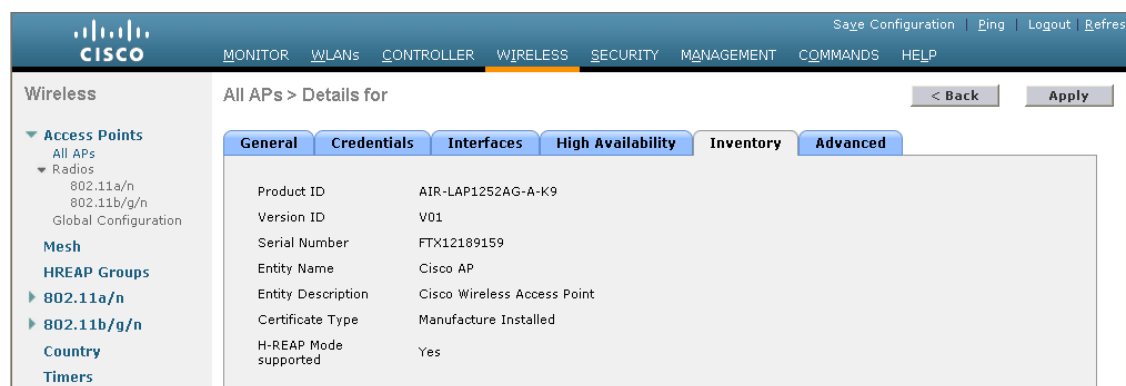 Save Configuration | Ping | Logout | Refres
CISCO
MONITOR WLANs CONTROLLER WIRELESS SECURITY MANAGEMENT COMMANDS HELP
Wireless
Access Points
All APs
Radios
802.11a/n
802.11b/g/n
Global Configuration
Mesh
HREAP Groups
802.11a/n
802.11b/g/n
Country
Timers
All APs > Details for
< Back Apply
General Credentials Interfaces High Availability Inventory Advanced
Product ID AIR-LAP1252AG-A-K9
Version ID V01
Serial Number FTX12189159
Entity Name Cisco AP
Entity Description Cisco Wireless Access Point
Certificate Type Manufacture Installed
H-REAP Mode
supported Yes